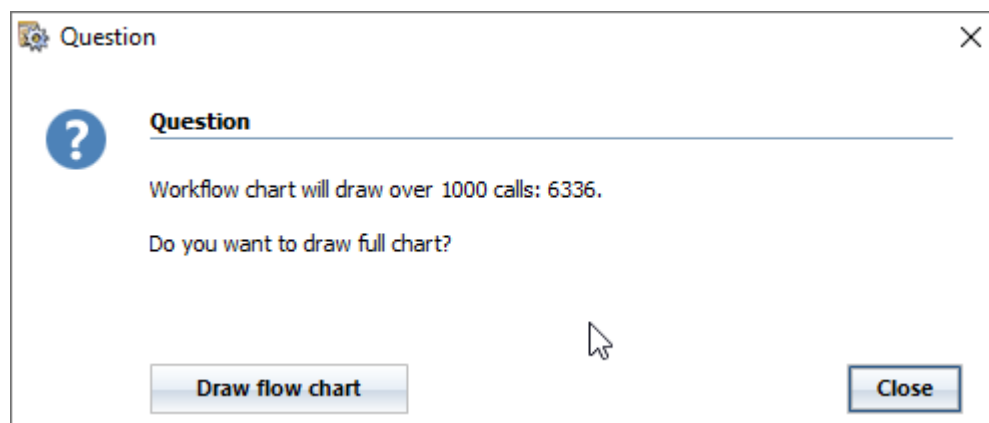 Question
Question
Workflow chart will draw over 1000 calls: 6336.
Do you want to draw full chart?
Draw flow chart
Close